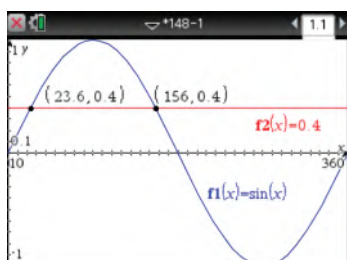 *148-1 1.1
1 y
(23.6,0.4) (156,0.4)
f2(x)=0.4
0.1
x
10 360
f1(x)=sin(x)
-1